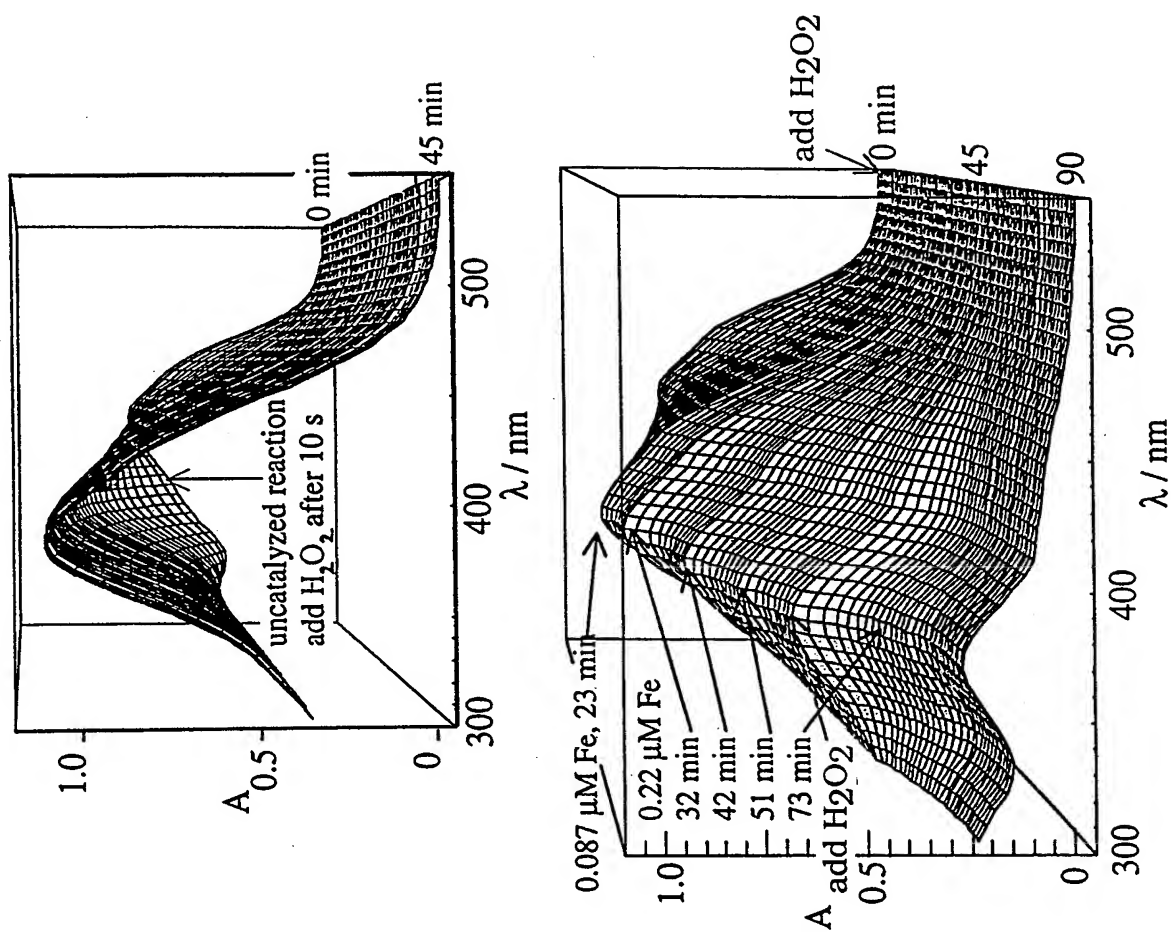 1.0
A
0.5
0
300
400
500
λ / nm
0 min
45 min
uncatalyzed reaction
add H₂O₂ after 10 s
0.087 µM Fe, 23 min
0.22 µM Fe
32 min
42 min
51 min
73 min
add H2O2
1.0
A
0.5
0
300
400
500
λ / nm
add H2O2
0 min
45
90